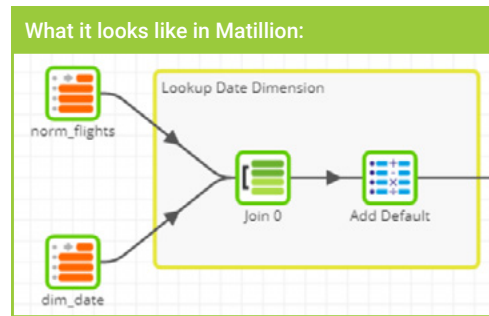 What it looks like in Matillion:
Lookup Date Dimension
norm_flights
Join 0
Add Default
dim_date